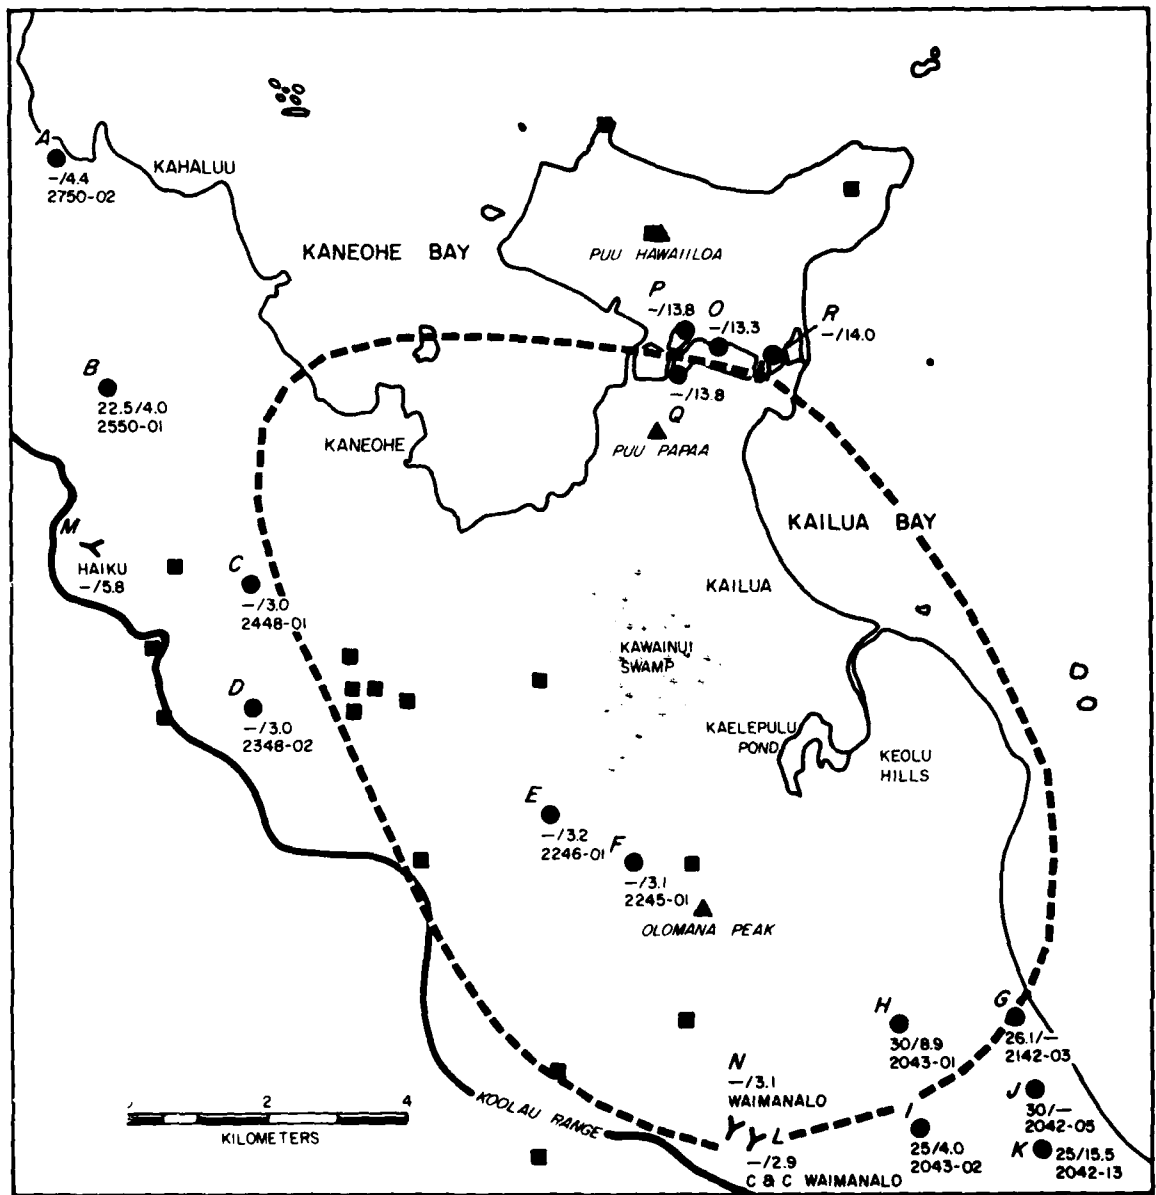 A
-/4.4
2750-02
KAHALUU
KANEOHE BAY
PUU HAWAIILOA
P
-/13.8
O
-/13.3
R
-/14.0
B
22.5/4.0
2550-01
-/13.8
Q
PUU PAPAA
KANEOHE
KAILUA BAY
M
HAIKU
-/5.8
C
-/3.0
2448-01
KAILUA
KAWAINUI
SWAMP
D
-/3.0
2348-02
KAELEPULU
POND
KEOLU
HILLS
E
-/3.2
2246-01
F
-/3.1
2245-01
OLOMANA PEAK
H
30/8.9
2043-01
G
26.1/-
2142-03
N
-/3.1
WAIMANALO
J
30/-
2042-05
2
4
KILOMETERS
KOOLAU RANGE
L
-/2.9
C & C WAIMANALO
I
25/4.0
2043-02
K
25/15.5
2042-13